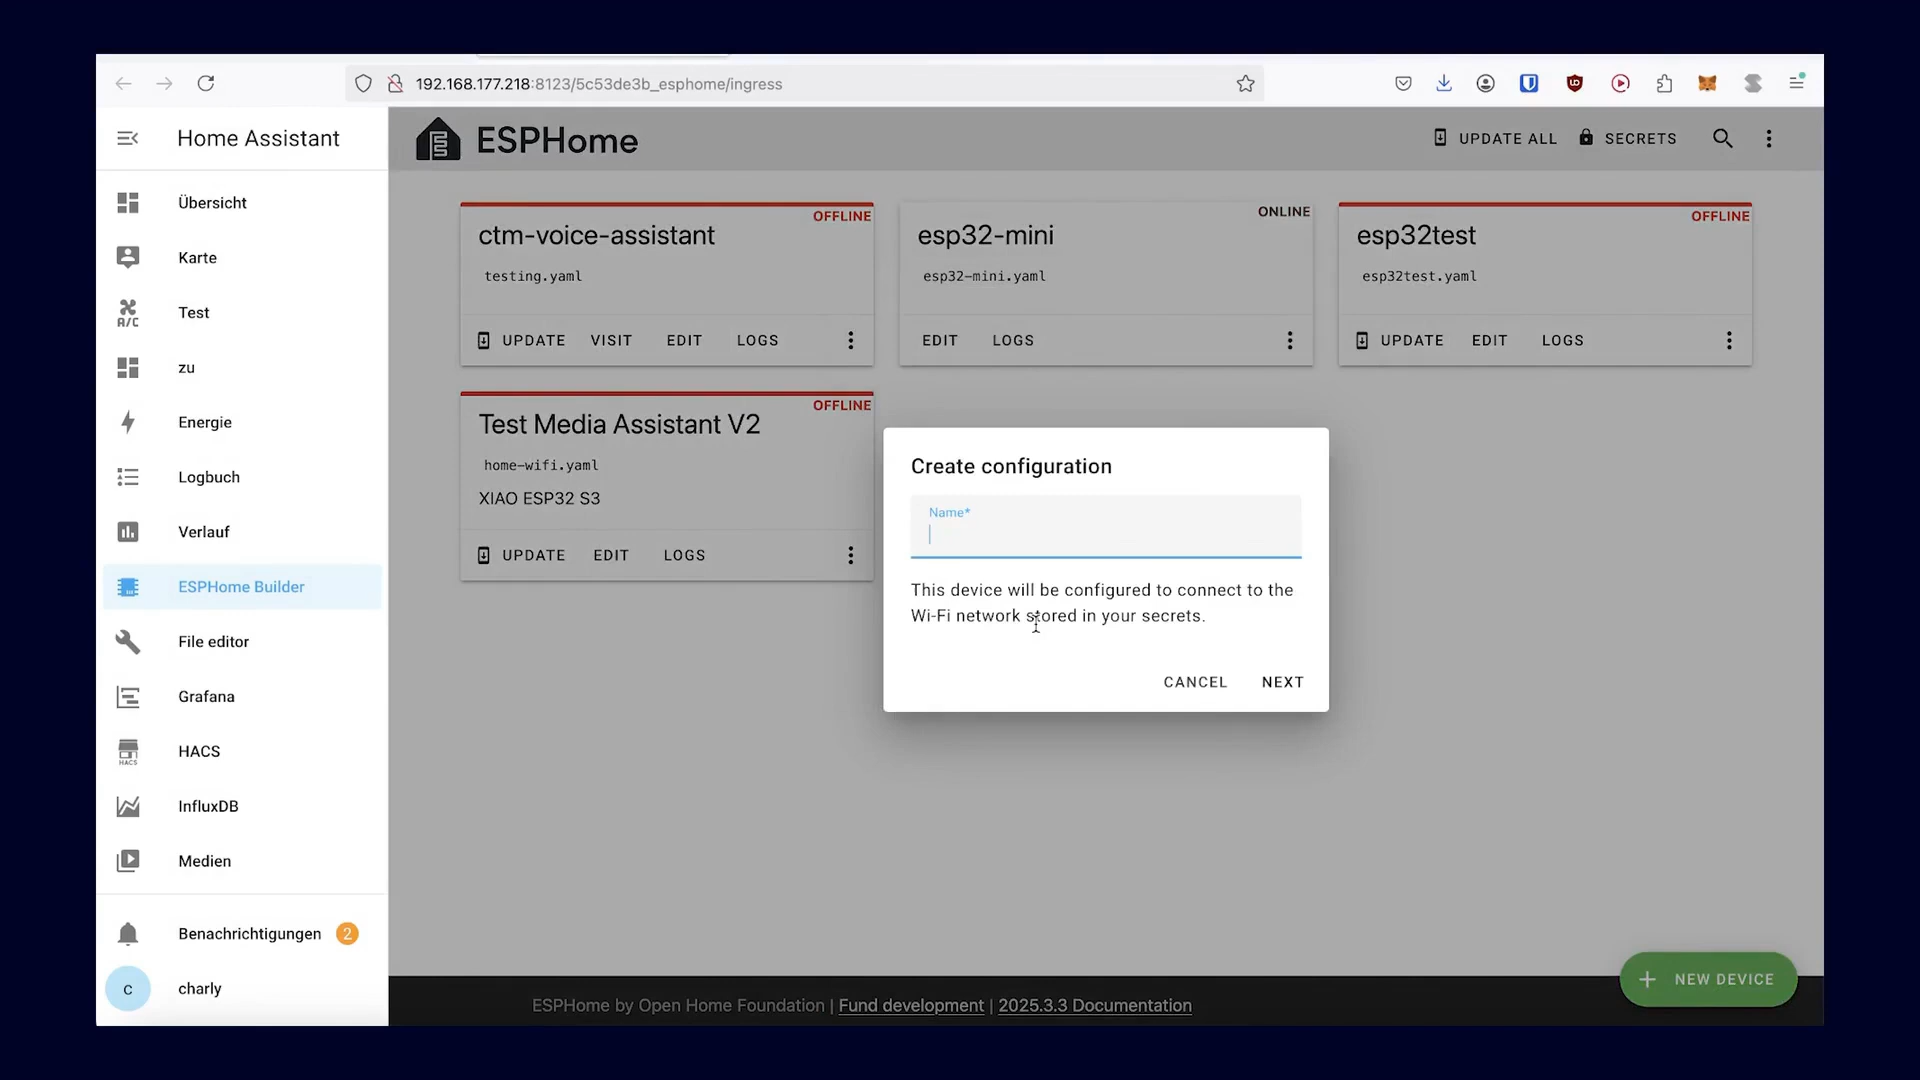 192.168.177.218:8123/5c53de3b_esphome/ingress
Home Assistant
Übersicht
Karte
A/C
Test
zu
Energie
Logbuch
Verlauf
ESPHome Builder
File editor
Grafana
HACS
HACS
InfluxDB
Medien
Benachrichtigungen 2
C charly
ESPHome
UPDATE ALL SECRETS
OFFLINE
ctm-voice-assistant
testing.yaml
UPDATE VISIT EDIT LOGS
ONLINE
esp32-mini
esp32-mini.yaml
EDIT LOGS
OFFLINE
esp32test
esp32test.yaml
UPDATE EDIT LOGS
OFFLINE
Test Media Assistant V2
home-wifi.yaml
XIAO ESP32 S3
UPDATE EDIT LOGS
Create configuration
Name*
This device will be configured to connect to the
Wi-Fi network stored in your secrets.
CANCEL NEXT
+ NEW DEVICE
ESPHome by Open Home Foundation | Fund development | 2025.3.3 Documentation